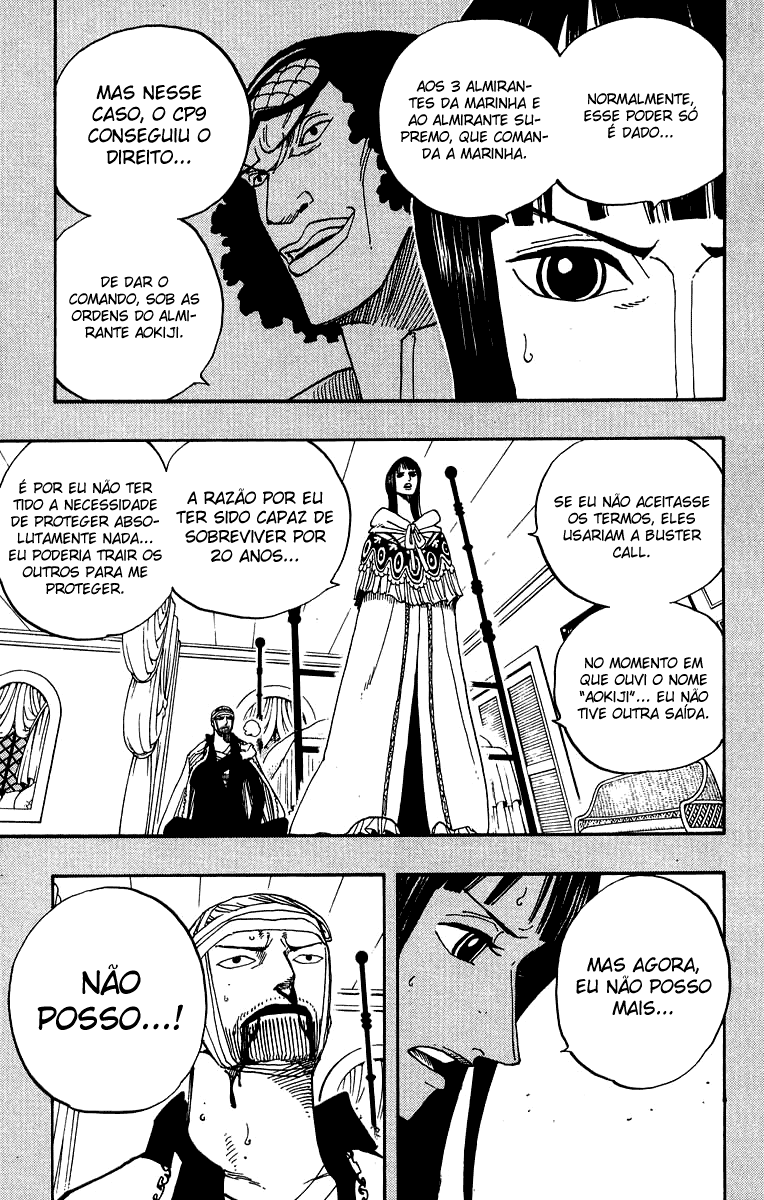 NORMALMENTE,
ESSE PODER SÓ
É DADO...
AOS 3 ALMIRAN-
TES DA MARINHA E
AO ALMIRANTE SU-
PREMO, QUE COMAN-
DA A MARINHA.
MAS NESSE
CASO, O CP9
CONSEGUIU O
DIREITO...
DE DAR O
COMANDO, SOB AS
ORDENS DO ALMI-
RANTE AOKIJI.
SE EU NÃO ACEITASSE
OS TERMOS, ELES
USARIAM A BUSTER
CALL.
NO MOMENTO EM
QUE OUVI O NOME
"AOKIJI"... EU NÃO
TIVE OUTRA SAÍDA.
A RAZÃO POR EU
TER SIDO CAPAZ DE
SOBREVIVER POR
20 ANOS...
É POR EU NÃO TER
TIDO A NECESSIDADE
DE PROTEGER ABSO-
LUTAMENTE NADA...
EU PODERIA TRAIR OS
OUTROS PARA ME
PROTEGER.
MAS AGORA,
EU NÃO POSSO
MAIS...
NÃO
POSSO...!